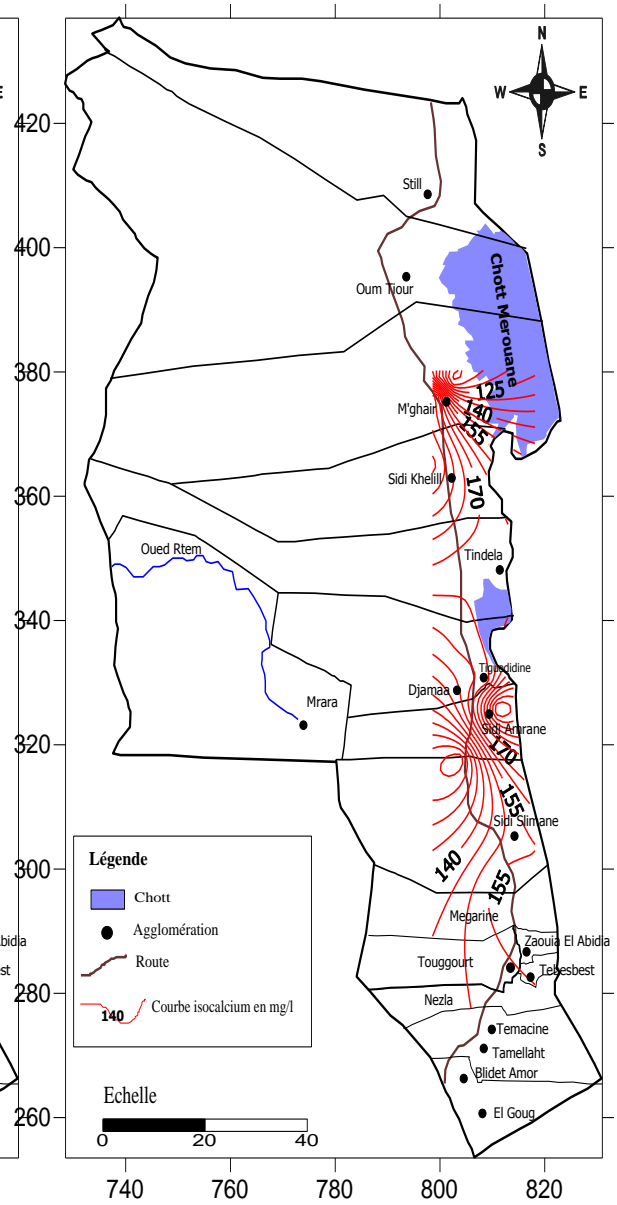 N
W E
S
E
420
Still
400
Oum Tiour
Chott Merouane
380
125
M'ghair
140
155
Sidi Khelill
170
360
Tindela
Oued Rtem
340
Tiguedidine
Djamaa
Mrara
Sidi Amrane
320
170
155
Sidi Slimane
140
300
155
Légende
Chott
Agglomération
Route
140
Courbe isocalcium en mg/l
Megarine
Zaouia El Abidia
Abidia
Touggourt
Tebesbest
est
280
Nezla
Temacine
Tamellaht
Blidet Amor
El Goug
260
Echelle
0 20 40
740 760 780 800 820